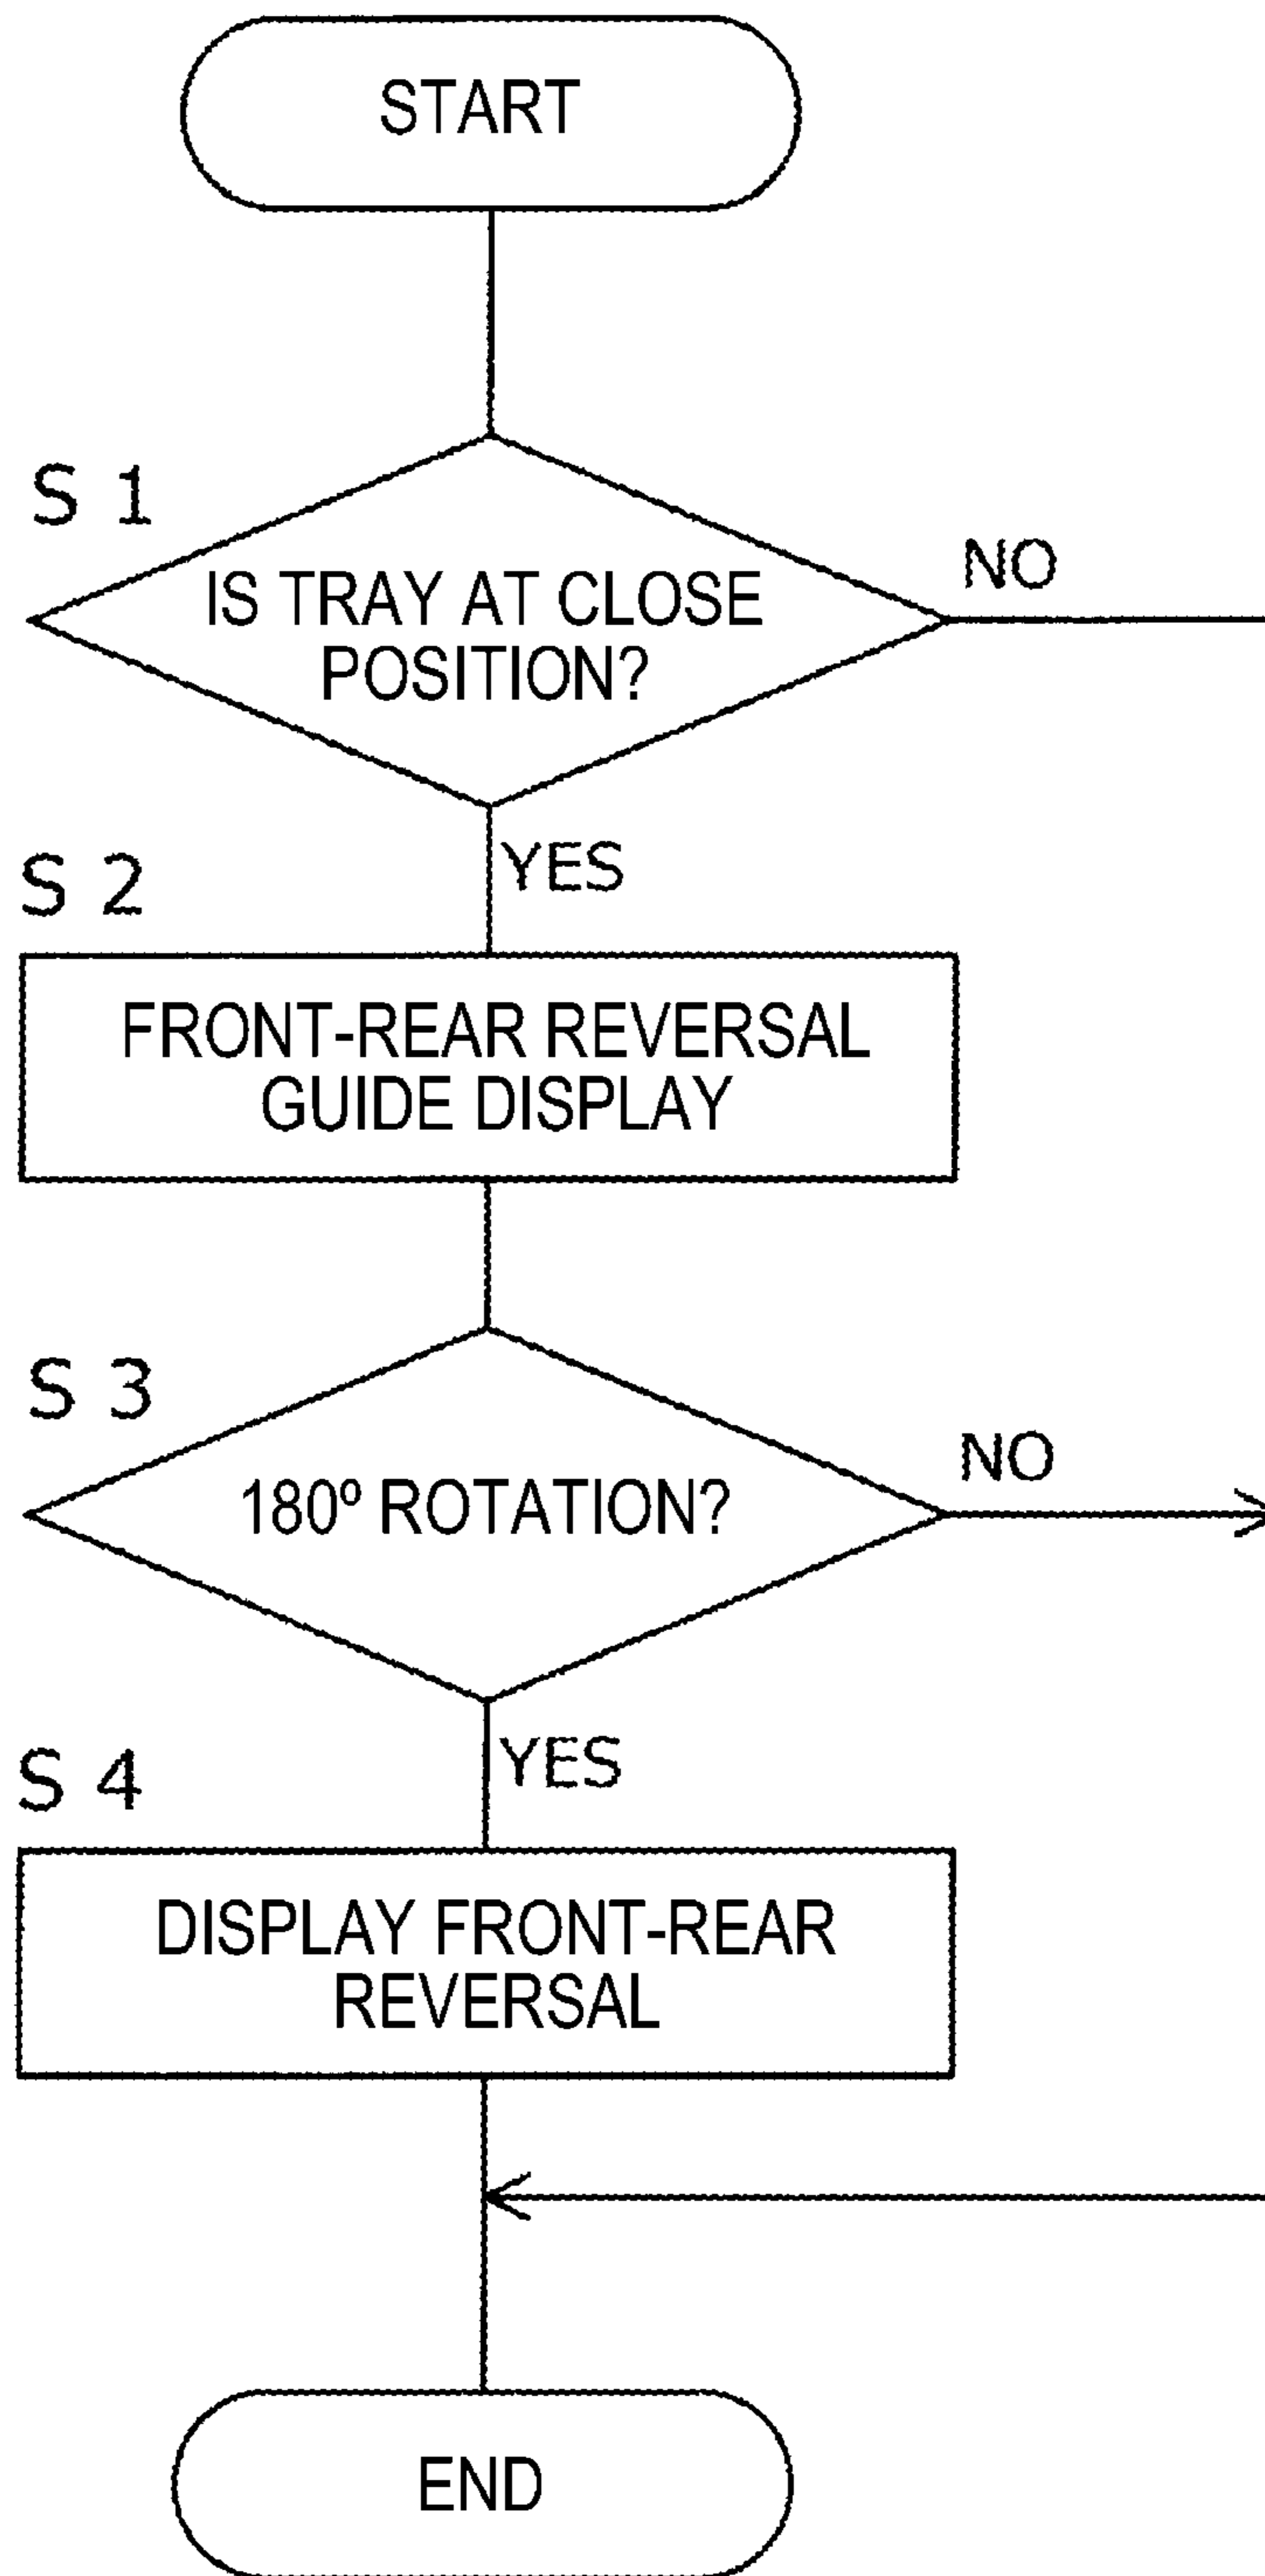 START
S 1
IS TRAY AT CLOSE
POSITION?
NO
YES
S 2
FRONT-REAR REVERSAL
GUIDE DISPLAY
S 3
180º ROTATION?
NO
YES
S 4
DISPLAY FRONT-REAR
REVERSAL
END